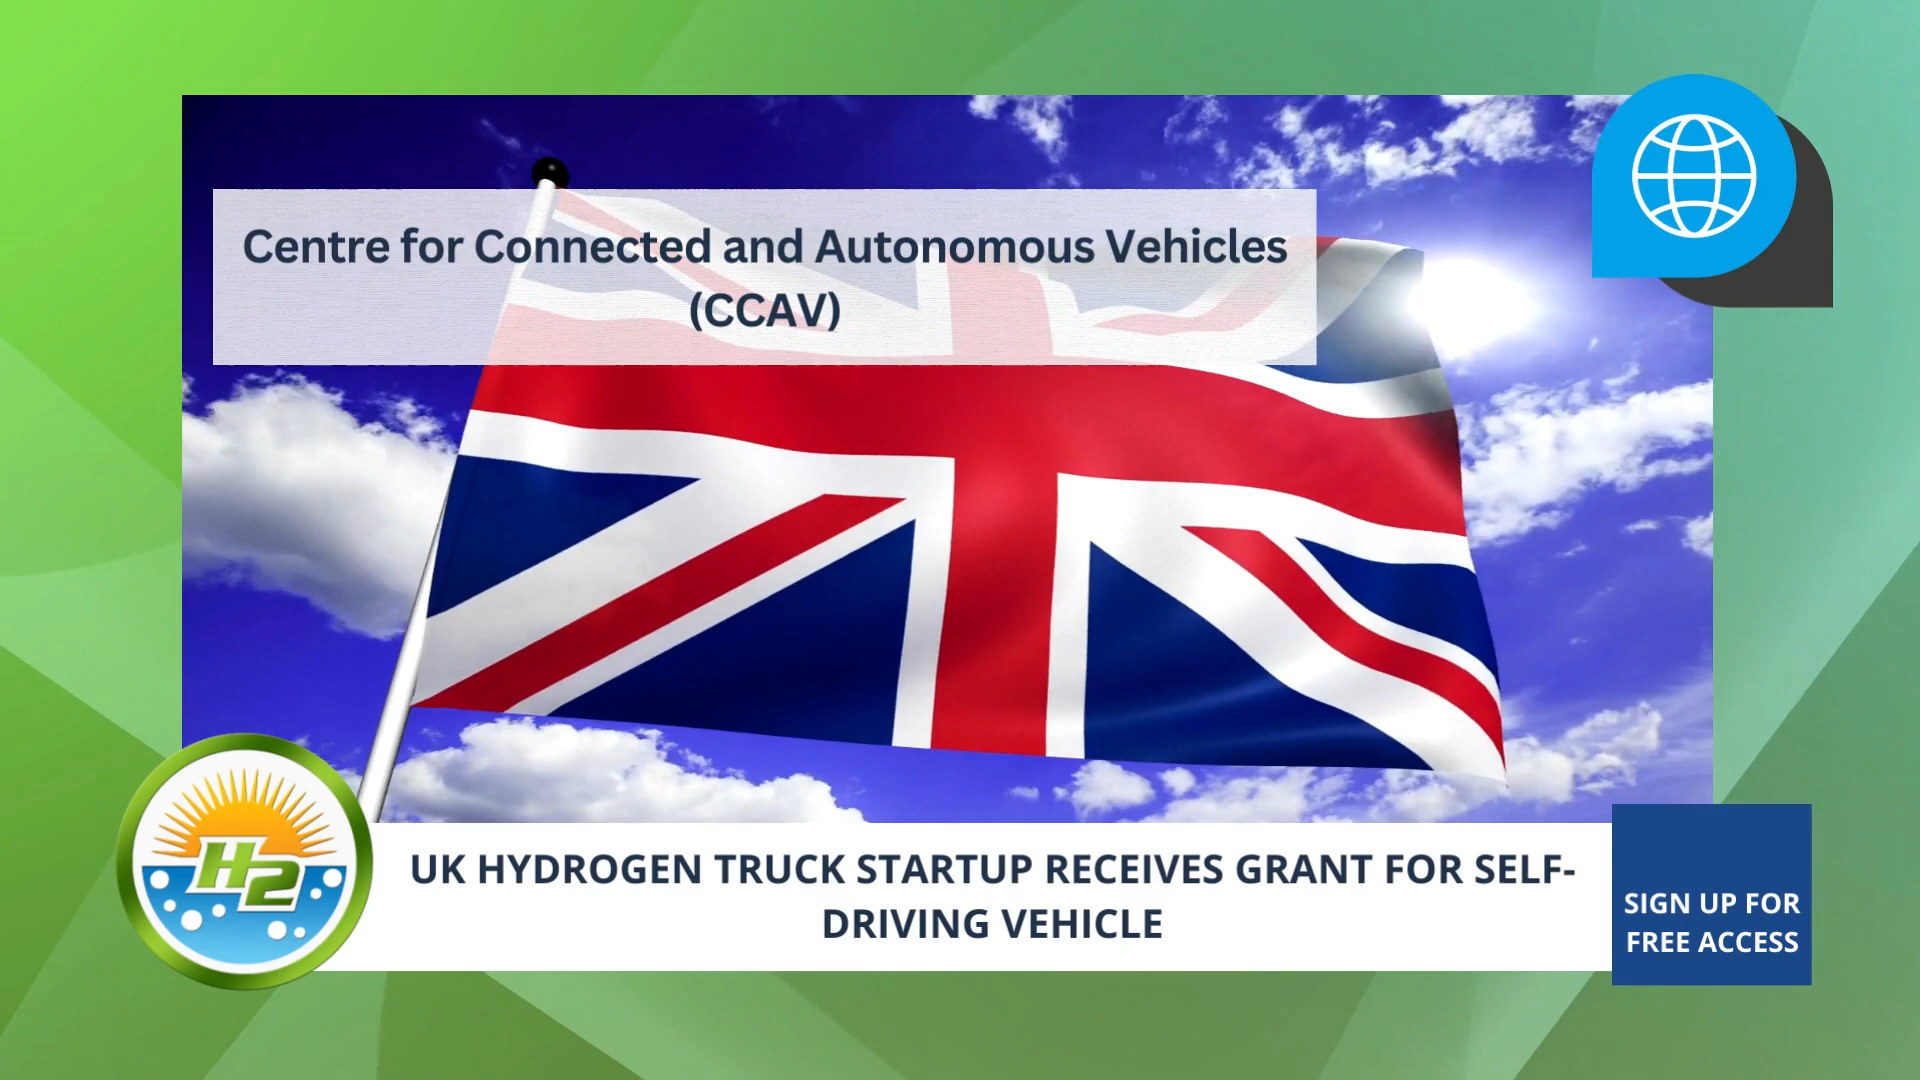 Centre for Connected and Autonomous Vehicles
(CCAV)
H2
UK HYDROGEN TRUCK STARTUP RECEIVES GRANT FOR SELF-
DRIVING VEHICLE
SIGN UP FOR
FREE ACCESS